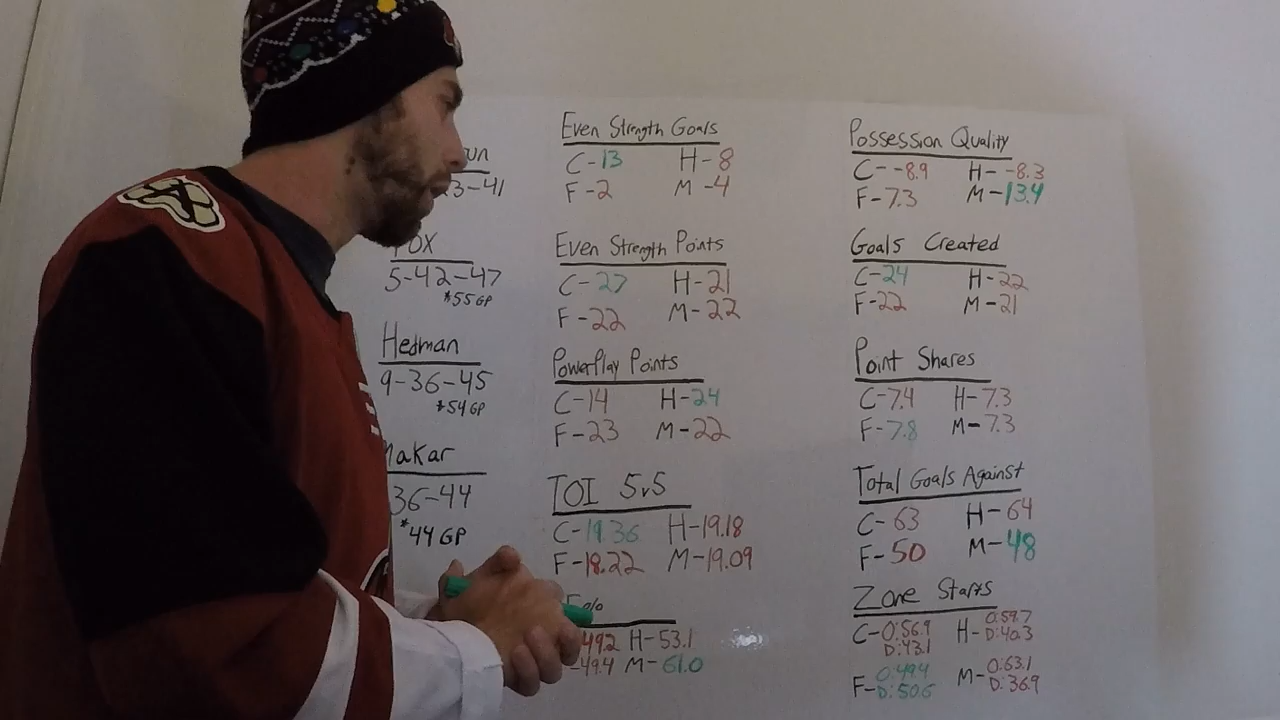 23-41
FOX
5-42-47
*55GP
Hedman
9-36-45
*54GP
Makar
36-44
*44GP
Even Strength Goals
C-13 H-8
F-2 M-4
Even Strength Points
C-27 H-21
F-22 M-22
PowerPlay Points
C-14 H-24
F-23 M-22
TOI 5v5
C-19.36 H-19.18
F-18.22 M-19.09
49.2 H-53.1
-49.4 M-61.0
Possession Quality
C- -8.9 H- -8.3
F-7.3 M-13.4
Goals Created
C-24 H-22
F-22 M-21
Point Shares
C-7.4 H-7.3
F-7.8 M-7.3
Total Goals Against
C-63 H-64
F-50 M-48
Zone Starts
C-O:56.9 H-O:59.7
D:43.1 D:40.3
F-O:49.4 M-O:63.1
D:50.6 D:36.9